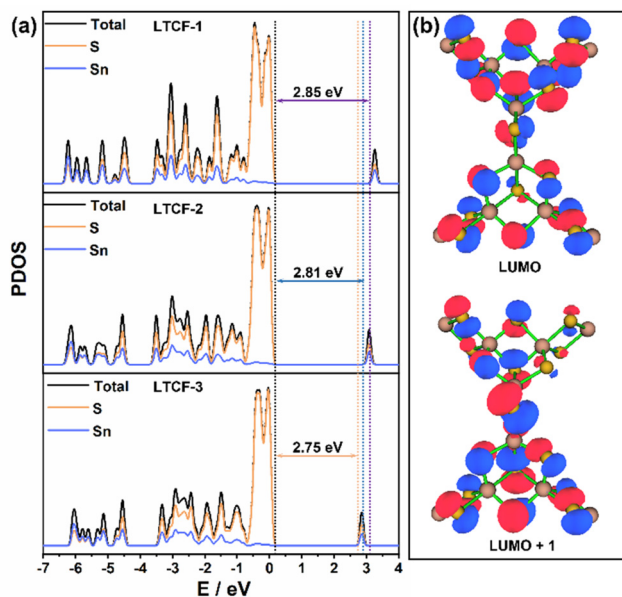 (a)
Total LTCF-1
S
Sn
2.85 eV
Total LTCF-2
S
Sn
2.81 eV
Total LTCF-3
S
Sn
2.75 eV
PDOS
-7 -6 -5 -4 -3 -2 -1 0 1 2 3 4
E / eV
(b)
LUMO
LUMO + 1